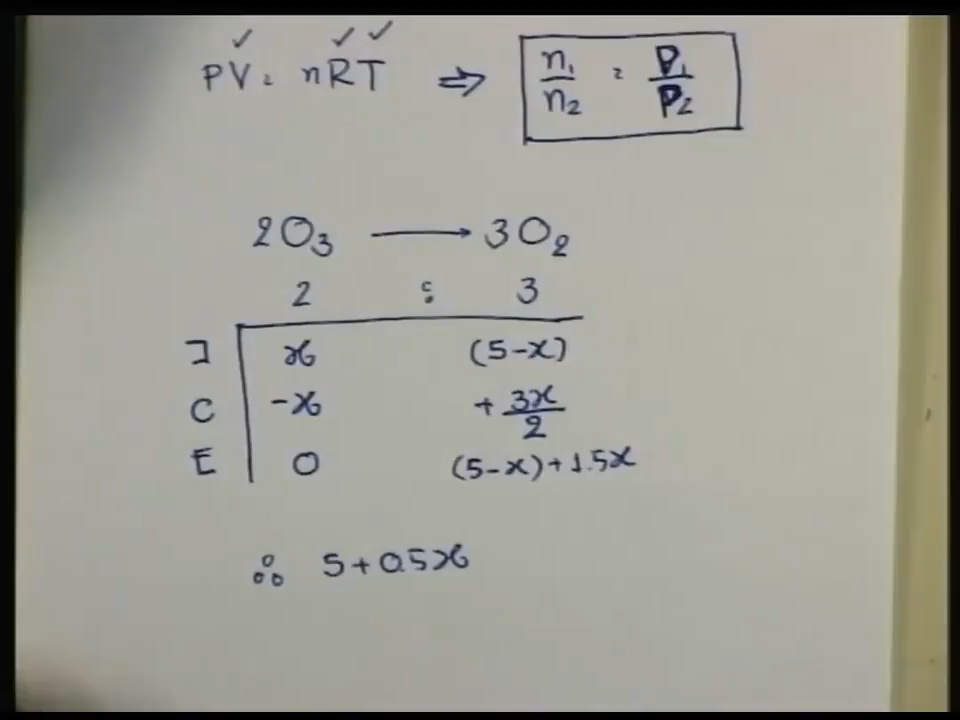 ✓ ✓ ✓
PV = nRT ⇒ n₁/n₂ = P₁/P₂
2O₃ ⟶ 3O₂
2 : 3
I x (5-x)
C -x + 3x/2
E 0 (5-x)+1.5x
∴ 5+0.5x